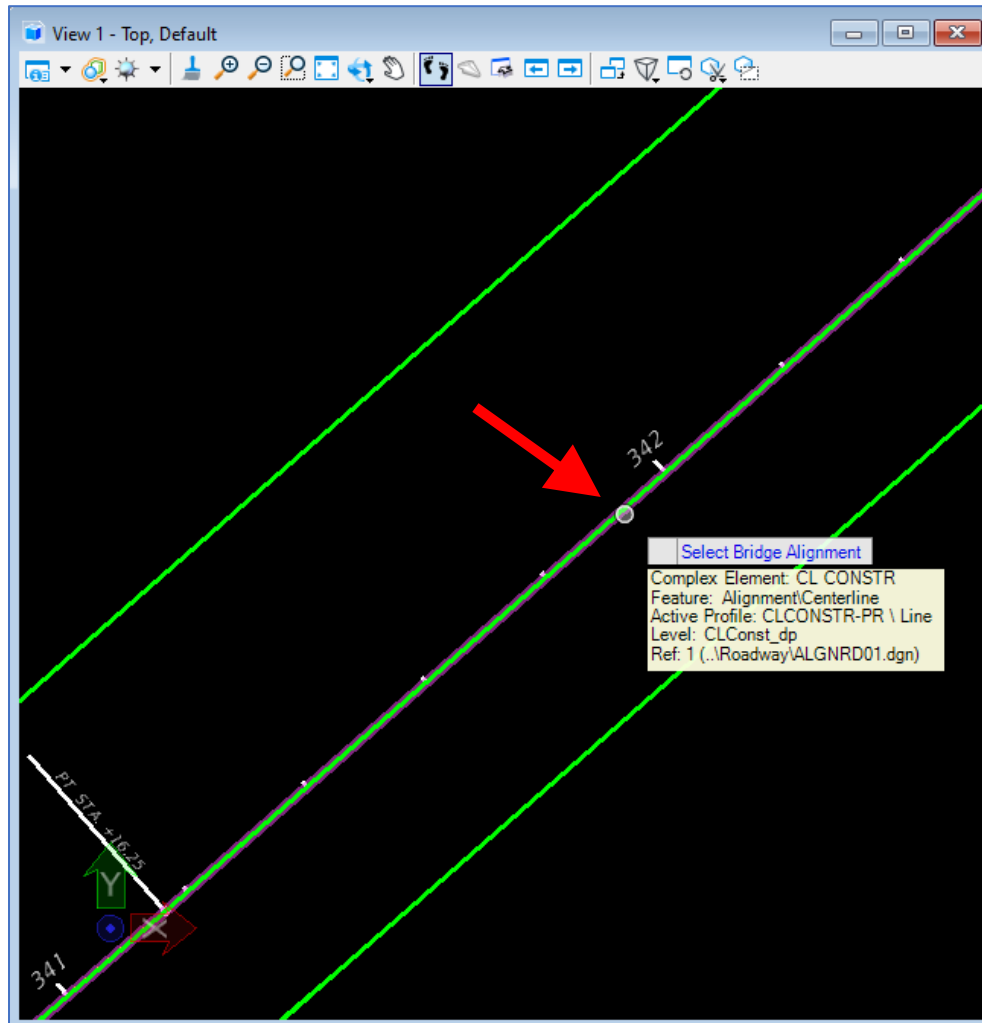 View 1 - Top, Default
342
Select Bridge Alignment
Complex Element: CL CONSTR
Feature: Alignment\Centerline
Active Profile: CLCONSTR-PR \ Line
Level: CLConst_dp
Ref: 1 (..\Roadway\ALGNRD01.dgn)
PT STA. +16.25
Y
X
341